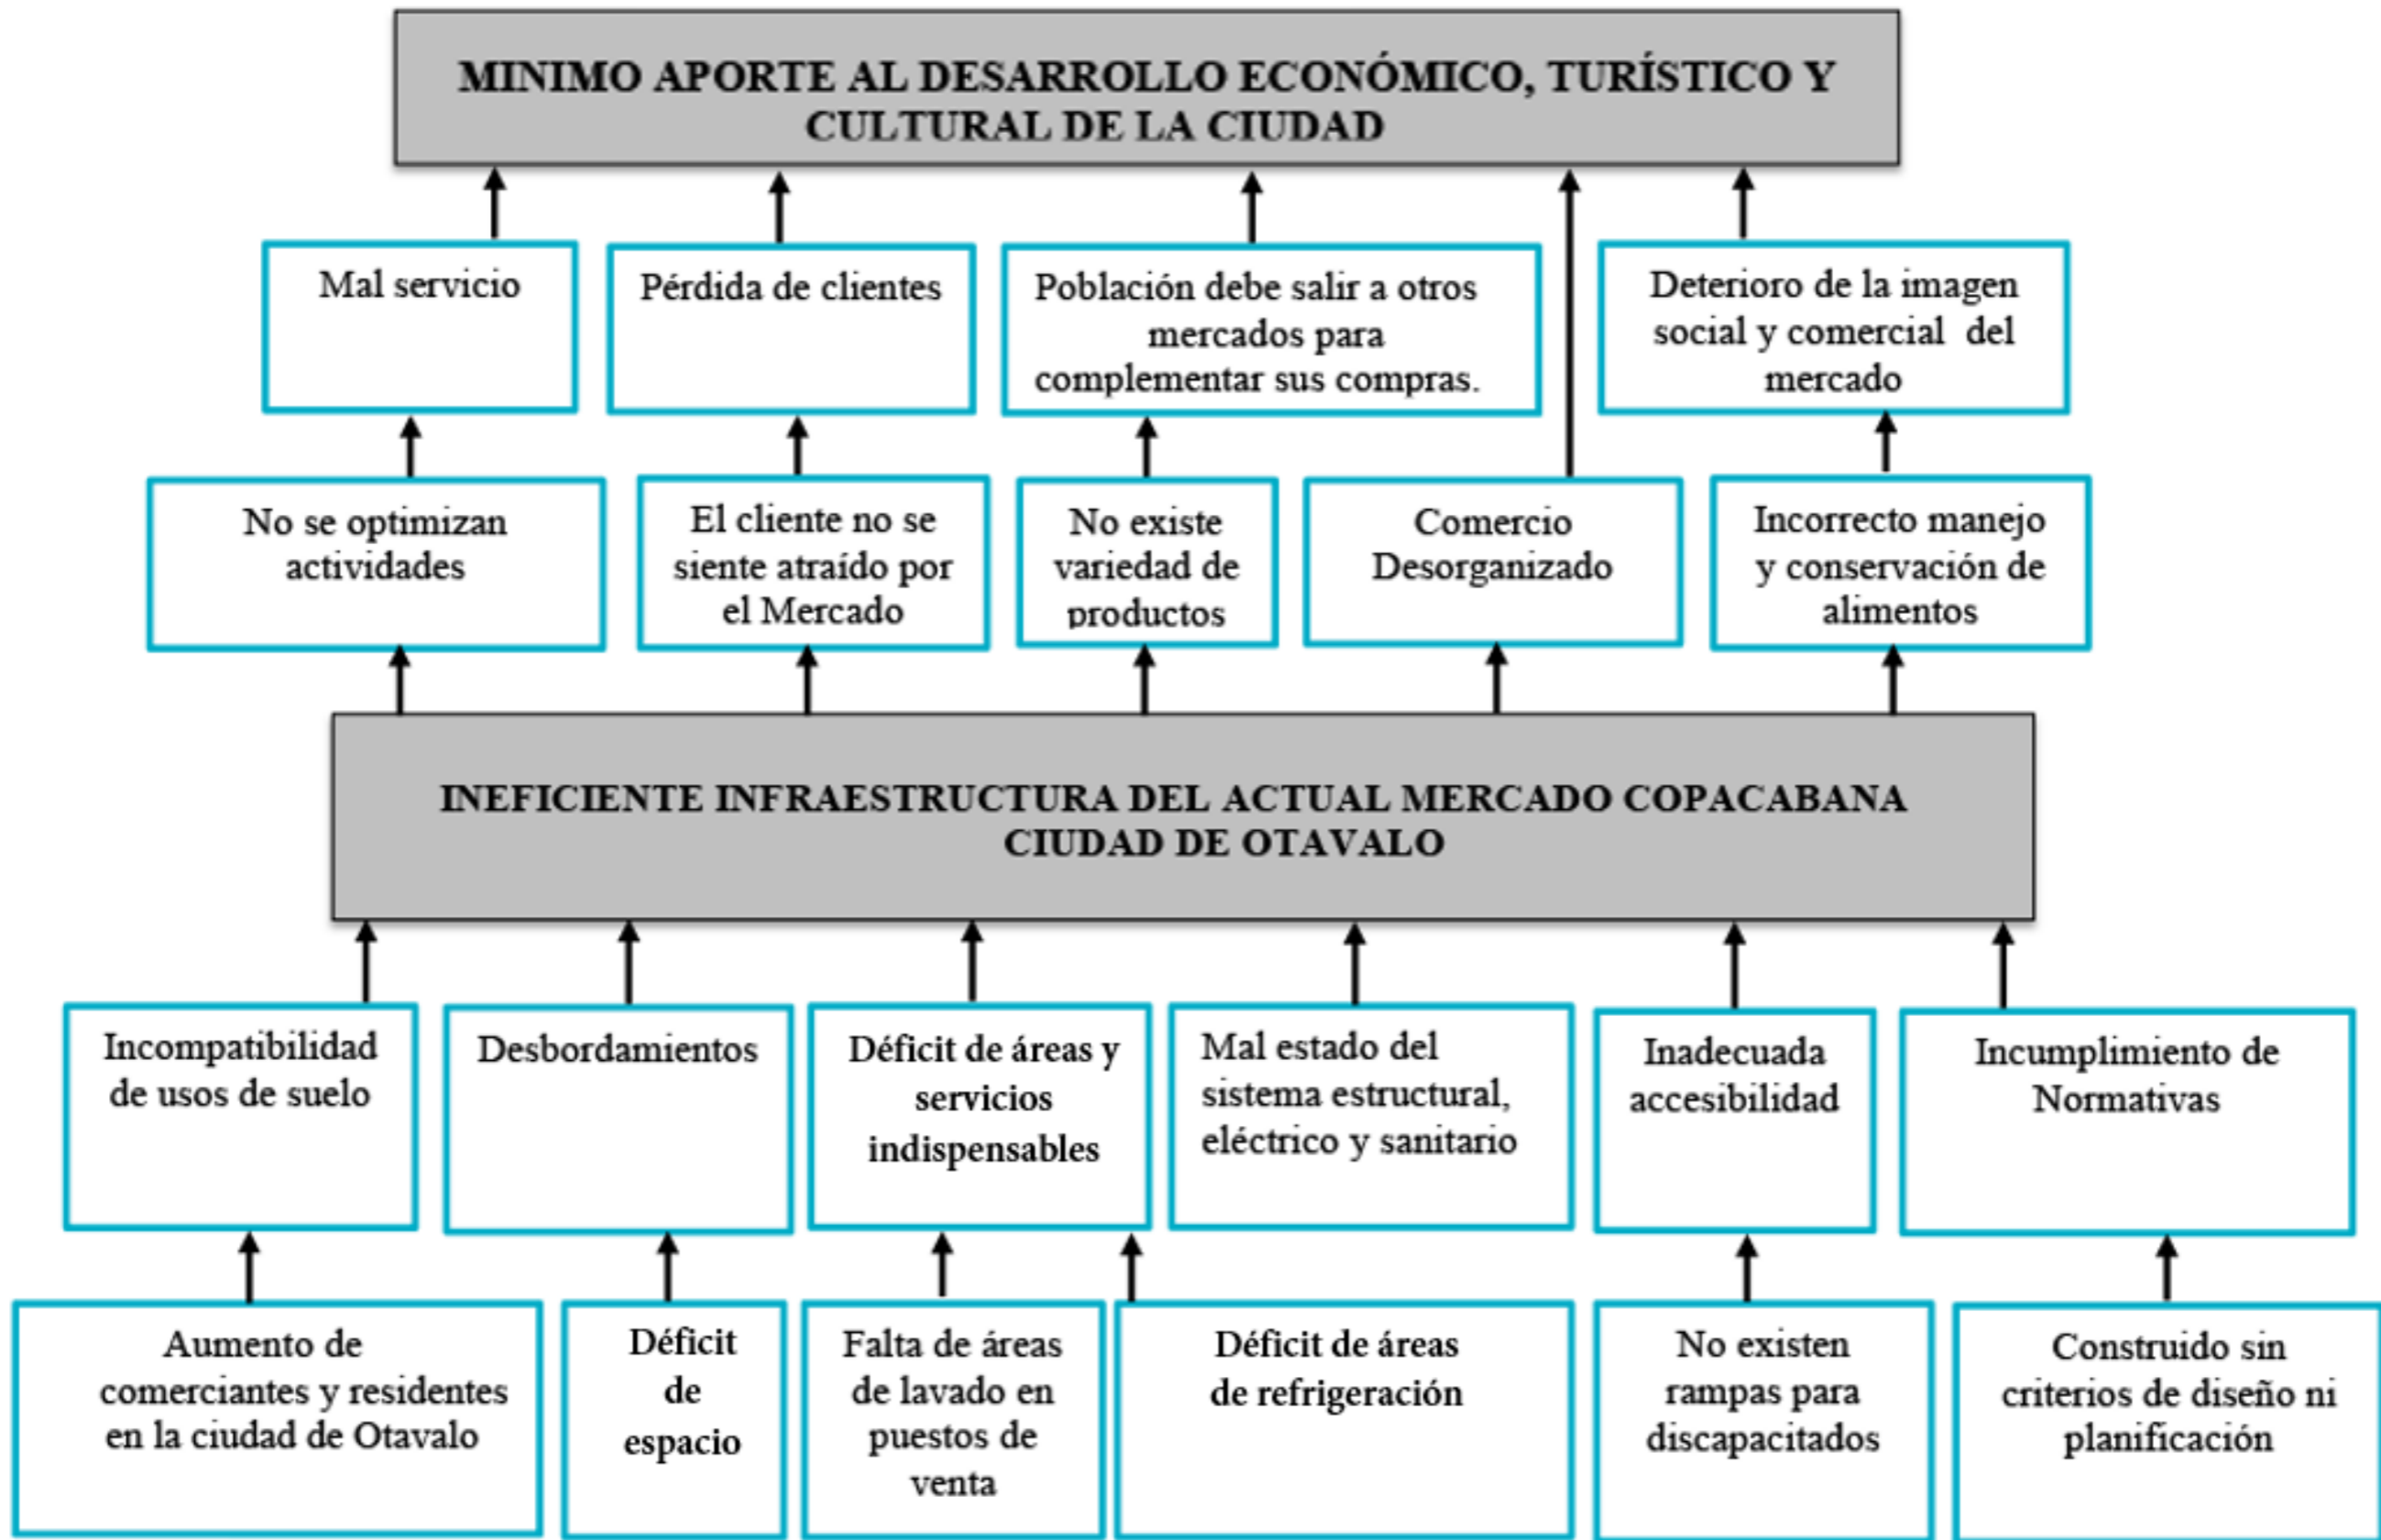 MINIMO APORTE AL DESARROLLO ECONÓMICO, TURÍSTICO Y
CULTURAL DE LA CIUDAD
Mal servicio
Pérdida de clientes
Población debe salir a otros
mercados para
complementar sus compras.
Deterioro de la imagen
social y comercial del
mercado
No se optimizan
actividades
El cliente no se
siente atraído por
el Mercado
No existe
variedad de
productos
Comercio
Desorganizado
Incorrecto manejo
y conservación de
alimentos
INEFICIENTE INFRAESTRUCTURA DEL ACTUAL MERCADO COPACABANA
CIUDAD DE OTAVALO
Incompatibilidad
de usos de suelo
Desbordamientos
Déficit de áreas y
servicios
indispensables
Mal estado del
sistema estructural,
eléctrico y sanitario
Inadecuada
accesibilidad
Incumplimiento de
Normativas
Aumento de
comerciantes y residentes
en la ciudad de Otavalo
Déficit
de
espacio
Falta de áreas
de lavado en
puestos de
venta
Déficit de áreas
de refrigeración
No existen
rampas para
discapacitados
Construido sin
criterios de diseño ni
planificación